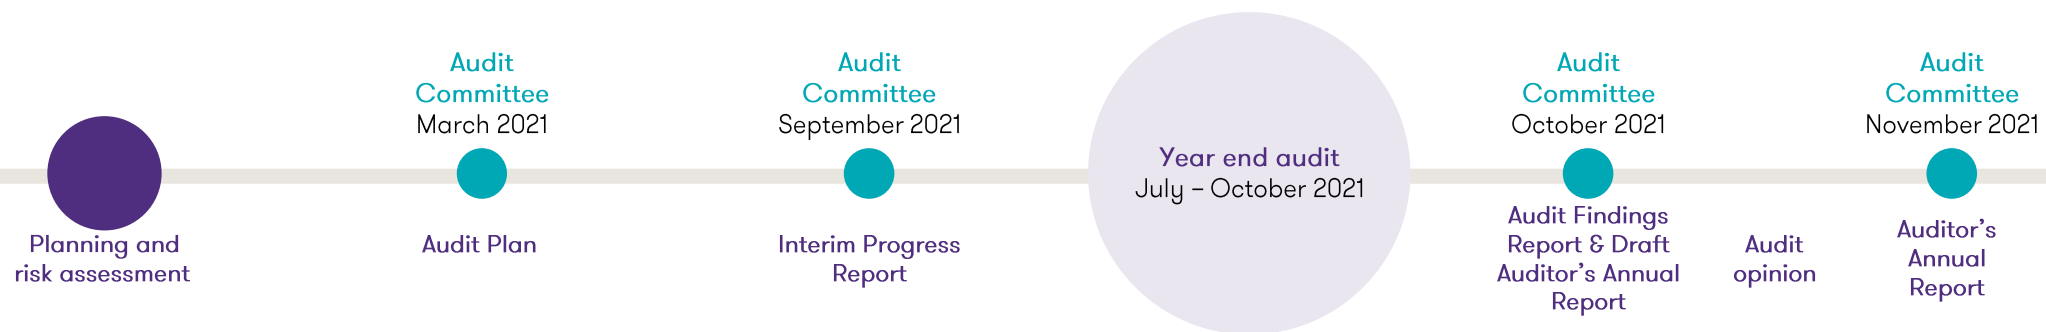 Planning and
risk assessment
Audit
Committee
March 2021
Audit Plan
Audit
Committee
September 2021
Interim Progress
Report
Year end audit
July – October 2021
Audit
Committee
October 2021
Audit Findings
Report & Draft
Auditor’s Annual
Report
Audit
opinion
Audit
Committee
November 2021
Auditor’s
Annual
Report